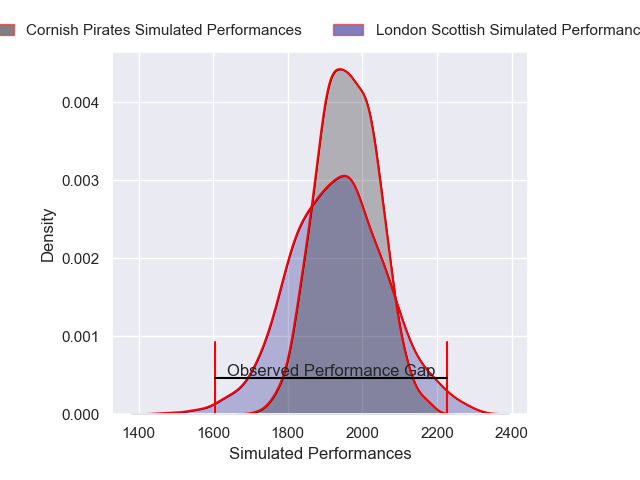 Cornish Pirates Simulated Performances
London Scottish Simulated
0.004
0.003
0.002
0.001
0.000
Density
Observed Performance Gap
1400 1600 1800 2000 2200 2400
Simulated Performances